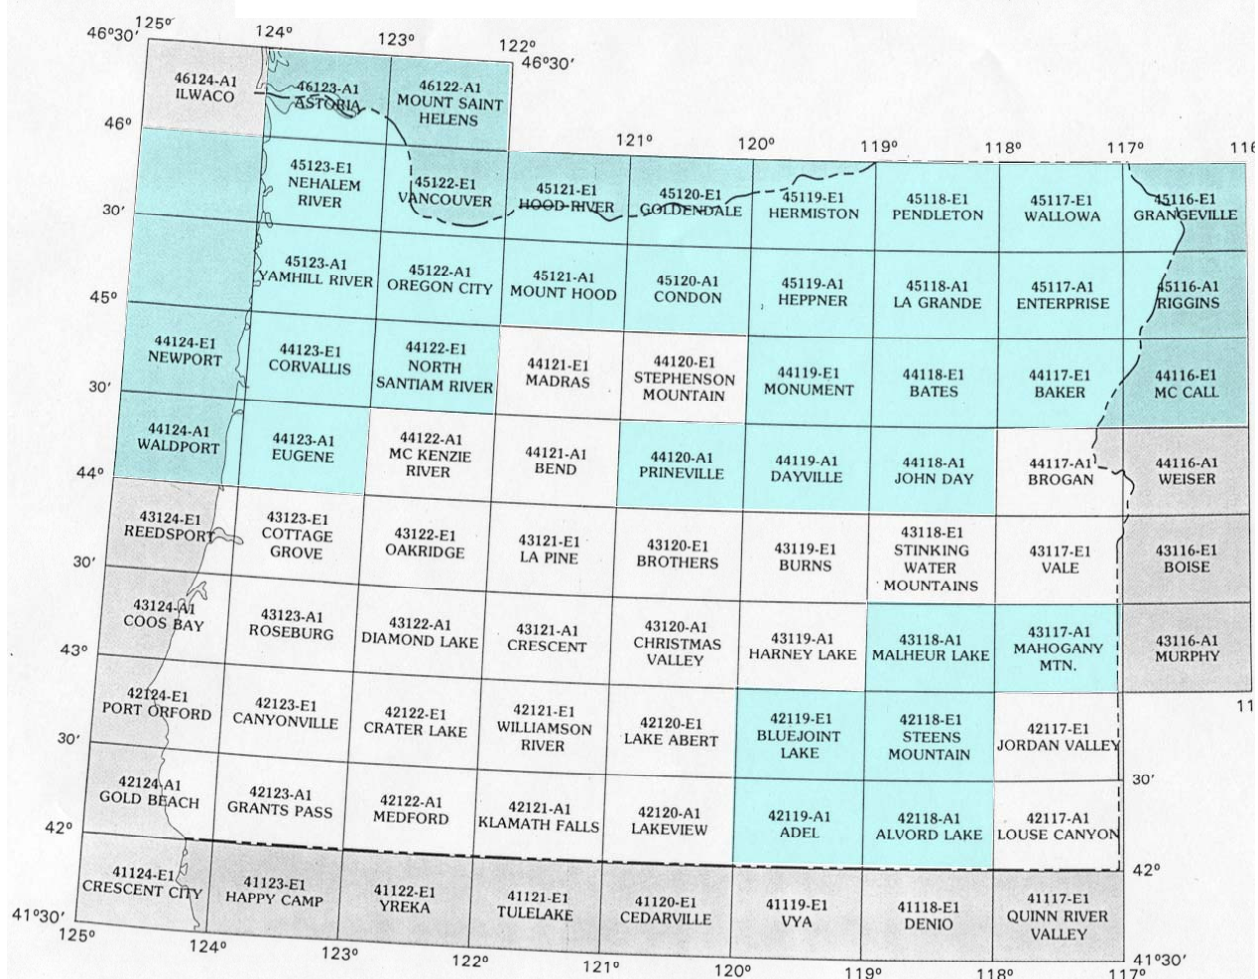 125°
46°30′
124°
123°
122°
46°30′
46124-A1
ILWACO
46123-A1
ASTORIA
46122-A1
MOUNT SAINT
HELENS
46°
121°
120°
119°
118°
117°
116
45123-E1
NEHALEM
RIVER
45122-E1
VANCOUVER
45121-E1
HOOD RIVER
45120-E1
GOLDENDALE
45119-E1
HERMISTON
45118-E1
PENDLETON
45117-E1
WALLOWA
45116-E1
GRANGEVILLE
30′
45123-A1
YAMHILL RIVER
45122-A1
OREGON CITY
45121-A1
MOUNT HOOD
45120-A1
CONDON
45119-A1
HEPPNER
45118-A1
LA GRANDE
45117-A1
ENTERPRISE
45116-A1
RIGGINS
45°
44124-E1
NEWPORT
44123-E1
CORVALLIS
44122-E1
NORTH
SANTIAM RIVER
44121-E1
MADRAS
44120-E1
STEPHENSON
MOUNTAIN
44119-E1
MONUMENT
44118-E1
BATES
44117-E1
BAKER
44116-E1
MC CALL
30′
44124-A1
WALDPORT
44123-A1
EUGENE
44122-A1
MC KENZIE
RIVER
44121-A1
BEND
44120-A1
PRINEVILLE
44119-A1
DAYVILLE
44118-A1
JOHN DAY
44117-A1
BROGAN
44116-A1
WEISER
44°
43124-E1
REEDSPORT
43123-E1
COTTAGE
GROVE
43122-E1
OAKRIDGE
43121-E1
LA PINE
43120-E1
BROTHERS
43119-E1
BURNS
43118-E1
STINKING
WATER
MOUNTAINS
43117-E1
VALE
43116-E1
BOISE
30′
43124-A1
COOS BAY
43123-A1
ROSEBURG
43122-A1
DIAMOND LAKE
43121-A1
CRESCENT
43120-A1
CHRISTMAS
VALLEY
43119-A1
HARNEY LAKE
43118-A1
MALHEUR LAKE
43117-A1
MAHOGANY
MTN.
43116-A1
MURPHY
43°
42124-E1
PORT ORFORD
42123-E1
CANYONVILLE
42122-E1
CRATER LAKE
42121-E1
WILLIAMSON
RIVER
42120-E1
LAKE ABERT
42119-E1
BLUEJOINT
LAKE
42118-E1
STEENS
MOUNTAIN
42117-E1
JORDAN VALLEY
11
30′
30′
42124-A1
GOLD BEACH
42123-A1
GRANTS PASS
42122-A1
MEDFORD
42121-A1
KLAMATH FALLS
42120-A1
LAKEVIEW
42119-A1
ADEL
42118-A1
ALVORD LAKE
42117-A1
LOUSE CANYON
42°
42°
41124-E1
CRESCENT CITY
41123-E1
HAPPY CAMP
41122-E1
YREKA
41121-E1
TULELAKE
41120-E1
CEDARVILLE
41119-E1
VYA
41118-E1
DENIO
41117-E1
QUINN RIVER
VALLEY
41°30′
125°
124°
123°
122°
121°
120°
119°
118°
117°
41°30′